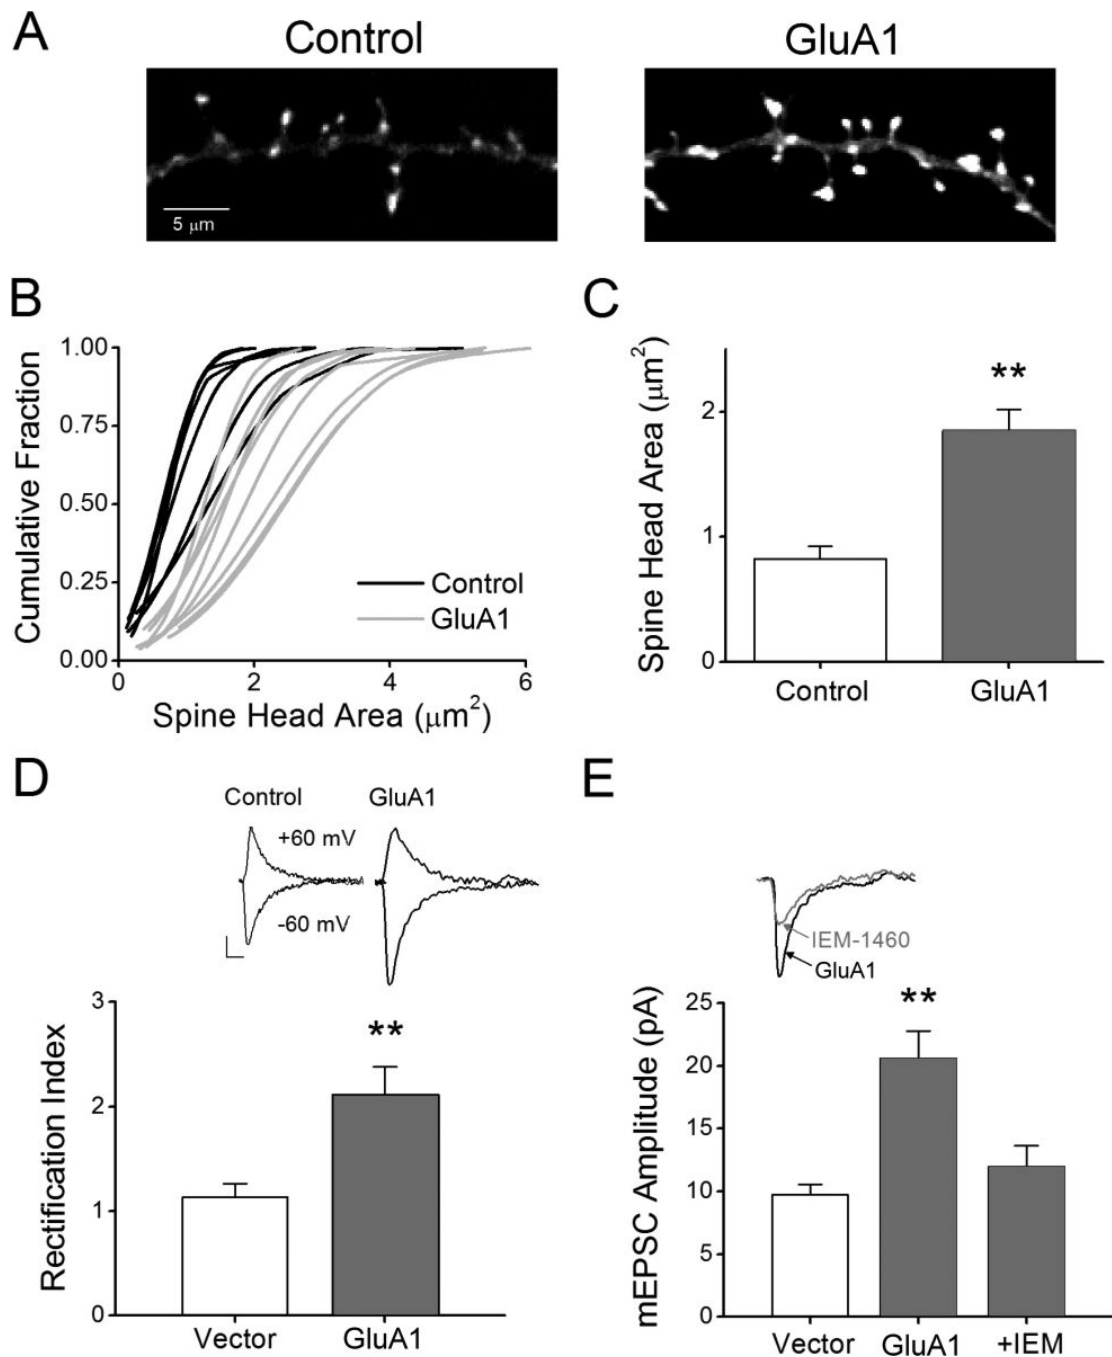 A
Control
GluA1
5 μm
B
1.00
0.75
0.50
0.25
0.00
Cumulative Fraction
Control
GluA1
0 2 4 6
Spine Head Area (μm²)
C
**
2
1
0
Spine Head Area (μm²)
Control GluA1
D
Control GluA1
+60 mV
-60 mV
3
2
1
0
**
Rectification Index
Vector GluA1
E
IEM-1460
GluA1
**
25
20
15
10
5
0
mEPSC Amplitude (pA)
Vector GluA1 +IEM